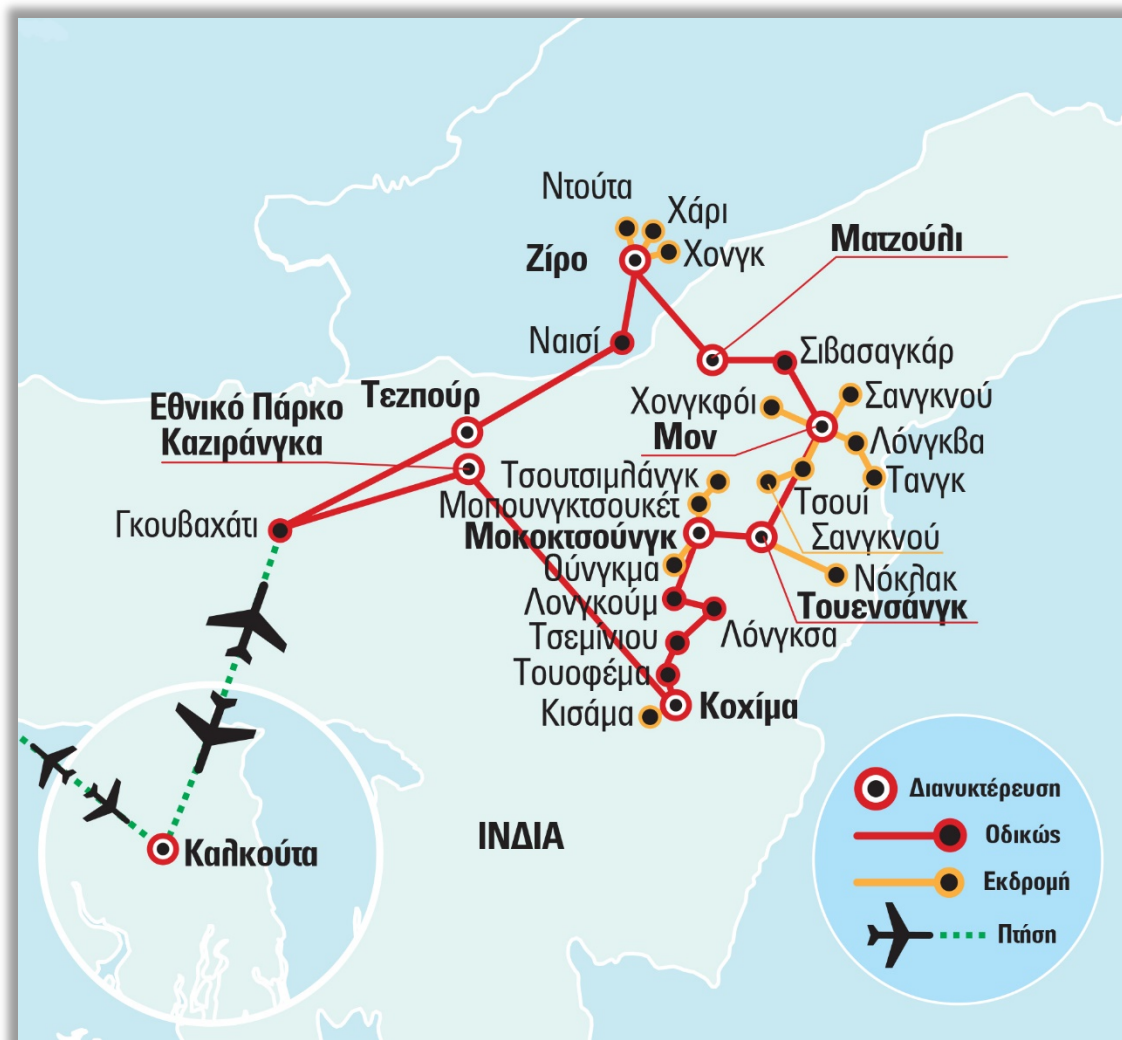 Ντούτα
Χάρι
Ζίρο
Χονγκ
Ματζούλι
Ναισί
Σιβασαγκάρ
Τεζπούρ
Εθνικό Πάρκο
Καζιράνγκα
Χονγκφόι
Σανγκνού
Μον
Λόνγκβα
Τσουτσιμλάνγκ
Τανγκ
Μοπουνγκτσουκέτ
Τσουί
Γκουβαχάτι
Μοκοκτσούνγκ
Σανγκνού
Ούνγκμα
Νόκλακ
Λονγκούμ
Τουενσάνγκ
Τσεμίνιου
Λόνγκσα
Τουοφέμα
Κισάμα
Κοχίμα
Καλκούτα
ΙΝΔΙΑ
Διανυκτέρευση
Οδικώς
Εκδρομή
Πτήση